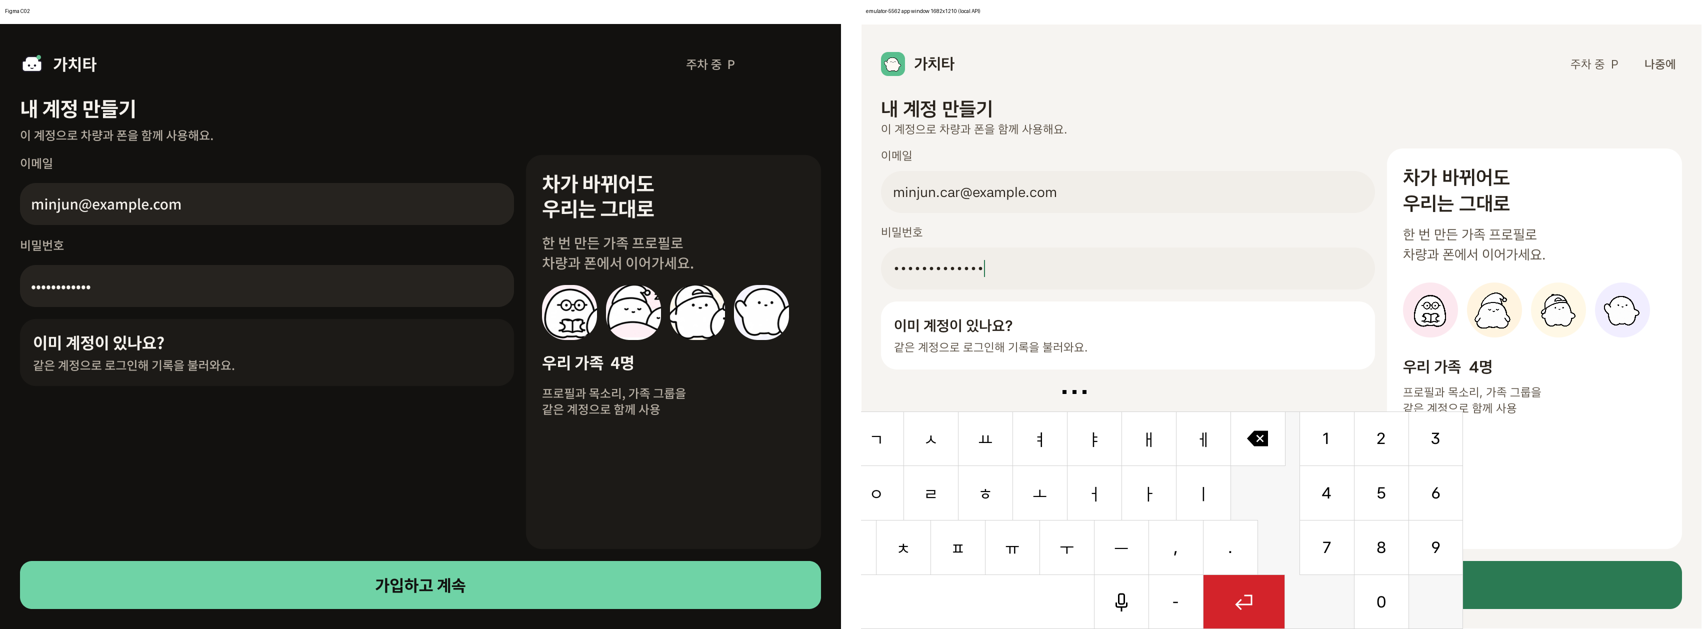 Figma C02
가치타
주차 중 P
내 계정 만들기
이 계정으로 차량과 폰을 함께 사용해요.
이메일
minjun@example.com
비밀번호
••••••••••••
이미 계정이 있나요?
같은 계정으로 로그인해 기록을 불러와요.
차가 바뀌어도
우리는 그대로
한 번 만든 가족 프로필로
차량과 폰에서 이어가세요.
우리 가족 4명
프로필과 목소리, 가족 그룹을
같은 계정으로 함께 사용
가입하고 계속
emulator-5562 app window 1682x1210 (local API)
가치타
주차 중 P
나중에
내 계정 만들기
이 계정으로 차량과 폰을 함께 사용해요.
이메일
minjun.car@example.com
비밀번호
•••••••••••••
이미 계정이 있나요?
같은 계정으로 로그인해 기록을 불러와요.
차가 바뀌어도
우리는 그대로
한 번 만든 가족 프로필로
차량과 폰에서 이어가세요.
우리 가족 4명
프로필과 목소리, 가족 그룹을
같은 계정으로 함께 사용
ㄱ ㅅ ㅛ ㅕ ㅑ ㅐ ㅔ 1 2 3
ㅇ ㄹ ㅎ ㅗ ㅓ ㅏ ㅣ 4 5 6
ㅊ ㅍ ㅠ ㅜ ㅡ , . 7 8 9
- 0